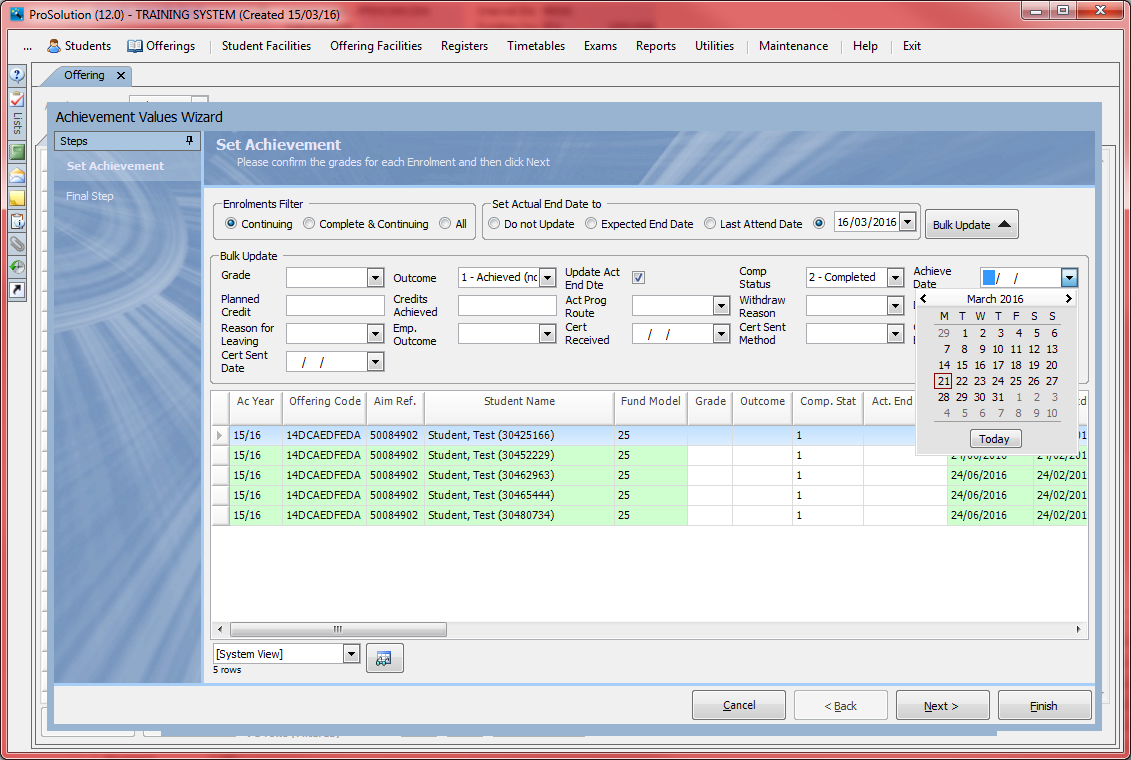 ProSolution (12.0) - TRAINING SYSTEM (Created 15/03/16)
... Students Offerings Student Facilities Offering Facilities Registers Timetables Exams Reports Utilities Maintenance Help Exit
Offering
Lists
Achievement Values Wizard
Steps
Set Achievement
Final Step
Set Achievement
Please confirm the grades for each Enrolment and then click Next
Enrolments Filter
Continuing Complete & Continuing All
Set Actual End Date to
Do not Update Expected End Date Last Attend Date 16/03/2016
Bulk Update
Bulk Update
Grade
Outcome 1 - Achieved (nc
Update Act End Dte
Comp Status 2 - Completed
Achieve Date / /
Planned Credit
Credits Achieved
Act Prog Route
Withdraw Reason
Reason for Leaving
Emp. Outcome
Cert Received / /
Cert Sent Method
Cert Sent Date / /
March 2016
M T W T F S S
29 1 2 3 4 5 6
7 8 9 10 11 12 13
14 15 16 17 18 19 20
21 22 23 24 25 26 27
28 29 30 31 1 2 3
4 5 6 7 8 9 10
Today
Ac Year Offering Code Aim Ref. Student Name Fund Model Grade Outcome Comp. Stat Act. End
15/16 14DCAEDFEDA 50084902 Student, Test (30425166) 25 1
15/16 14DCAEDFEDA 50084902 Student, Test (30452229) 25 1 24/06/2016 24/02/201
15/16 14DCAEDFEDA 50084902 Student, Test (30462963) 25 1 24/06/2016 24/02/201
15/16 14DCAEDFEDA 50084902 Student, Test (30465444) 25 1 24/06/2016 24/02/201
15/16 14DCAEDFEDA 50084902 Student, Test (30480734) 25 1 24/06/2016 24/02/201
[System View]
5 rows
Cancel < Back Next > Finish